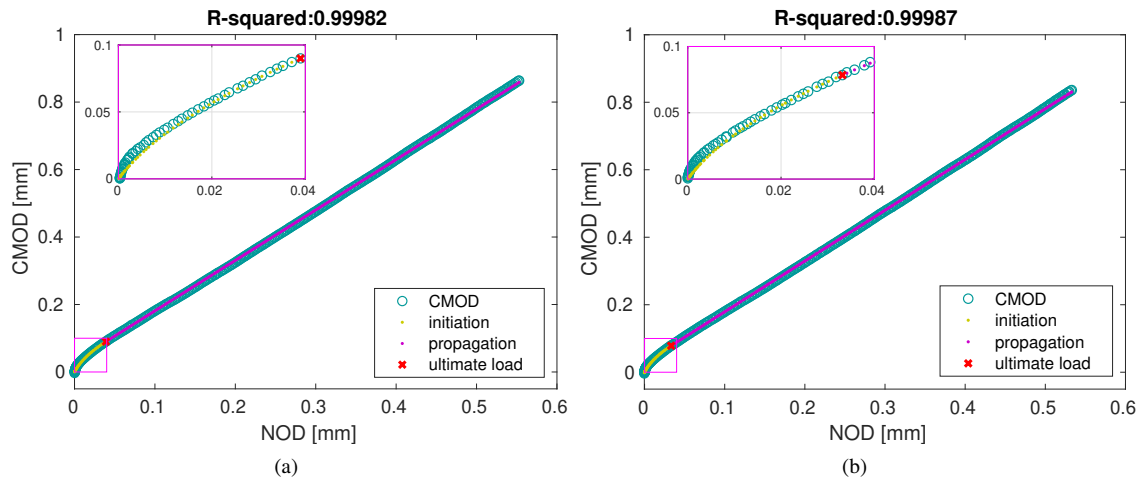 R-squared:0.99982
1
0.8
0.6
0.4
0.2
0
CMOD [mm]
0.1
0.05
0
0
0.02
0.04
CMOD
initiation
propagation
ultimate load
0 0.1 0.2 0.3 0.4 0.5 0.6
NOD [mm]
(a)
R-squared:0.99987
1
0.8
0.6
0.4
0.2
0
CMOD [mm]
0.1
0.05
0
0
0.02
0.04
CMOD
initiation
propagation
ultimate load
0 0.1 0.2 0.3 0.4 0.5 0.6
NOD [mm]
(b)